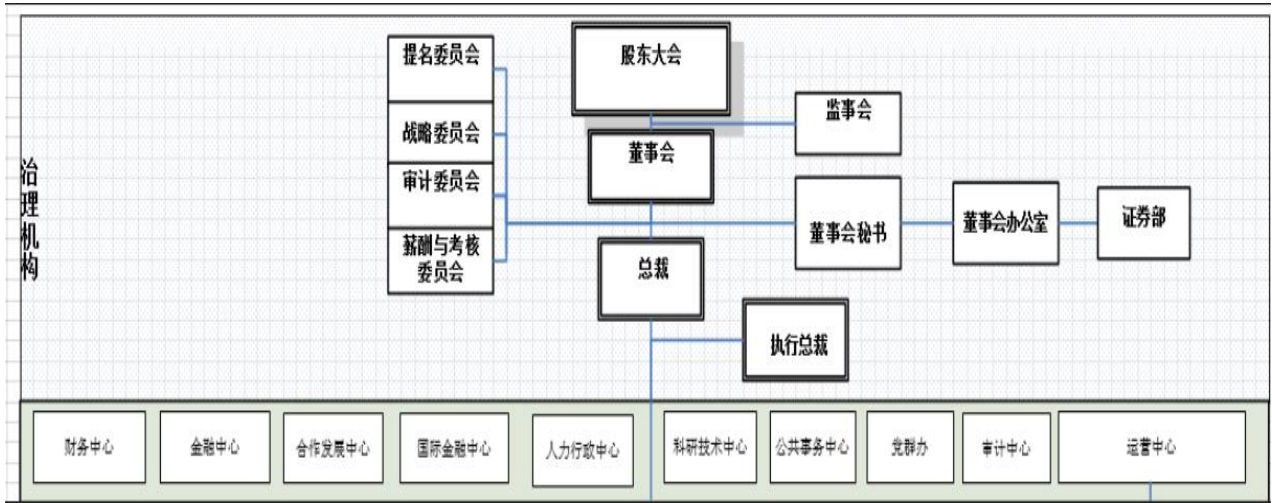 提名委员会
股东大会
监事会
战略委员会
董事会
审计委员会
治
理
机
构
董事会秘书
董事会办公室
证券部
薪酬与考核
委员会
总裁
执行总裁
财务中心
金融中心
合作发展中心
国际金融中心
人力行政中心
科研技术中心
公共事务中心
党群办
审计中心
运营中心